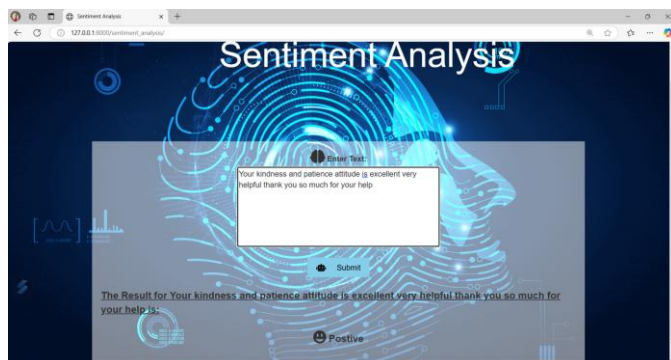 Sentiment Analysis
127.0.0.1:8000/sentiment_analysis/
Sentiment Analysis
Enter Text:
Your kindness and patience attitude is excellent very
helpful thank you so much for your help
Submit
The Result for Your kindness and patience attitude is excellent very helpful thank you so much for
your help is:
Postive